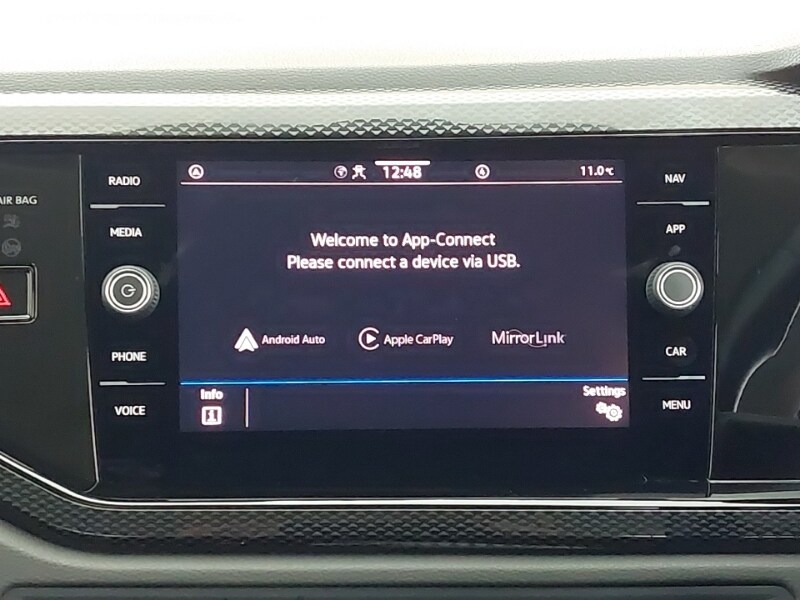 RADIO
MEDIA
PHONE
VOICE
AIR BAG
12:48
11.0°C
Welcome to App-Connect
Please connect a device via USB.
Android Auto
Apple CarPlay
MirrorLink
Info
Settings
NAV
APP
CAR
MENU